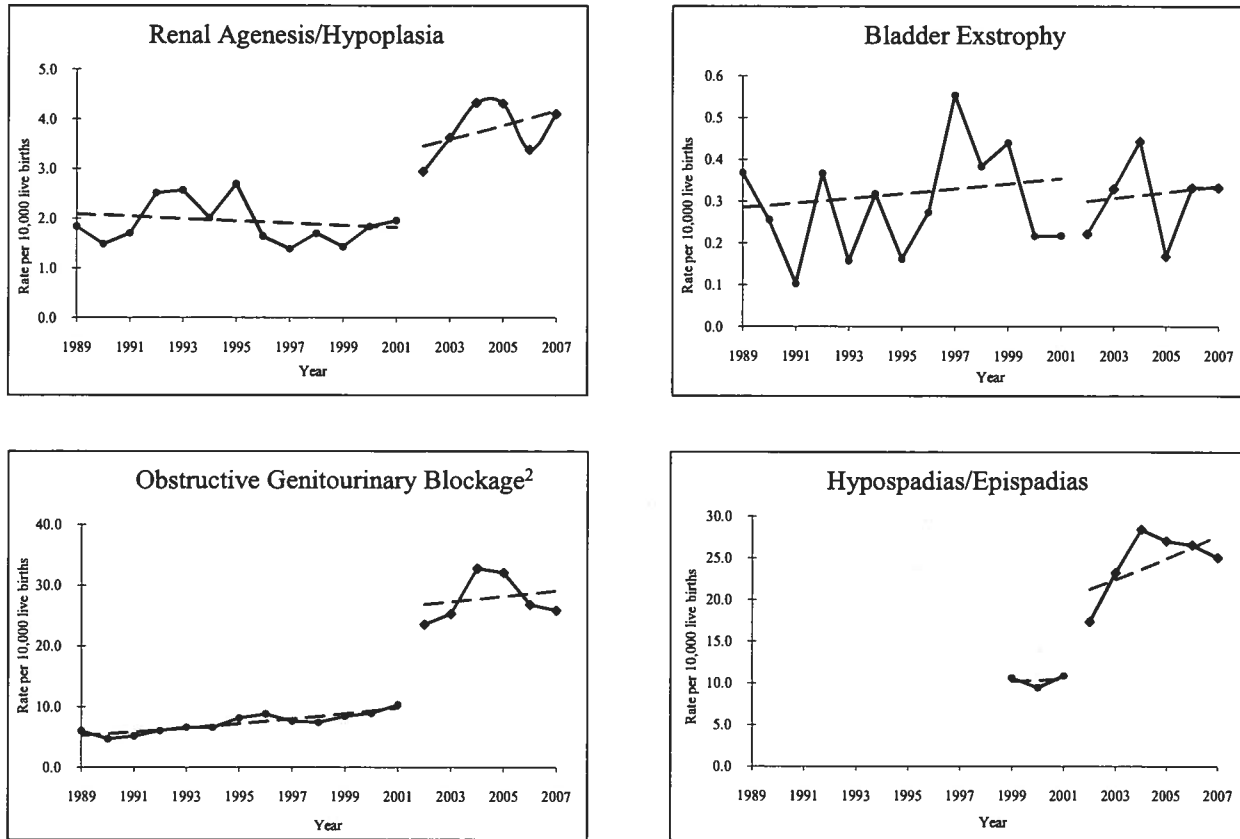 Renal Agenesis/Hypoplasia
Rate per 10,000 live births
5.0
4.0
3.0
2.0
1.0
0.0
1989 1991 1993 1995 1997 1999 2001 2003 2005 2007
Year
Bladder Exstrophy
Rate per 10,000 live births
0.6
0.5
0.4
0.3
0.2
0.1
0.0
1989 1991 1993 1995 1997 1999 2001 2003 2005 2007
Year
Obstructive Genitourinary Blockage²
Rate per 10,000 live births
40.0
30.0
20.0
10.0
0.0
1989 1991 1993 1995 1997 1999 2001 2003 2005 2007
Year
Hypospadias/Epispadias
Rate per 10,000 live births
30.0
25.0
20.0
15.0
10.0
5.0
0.0
1989 1991 1993 1995 1997 1999 2001 2003 2005 2007
Year